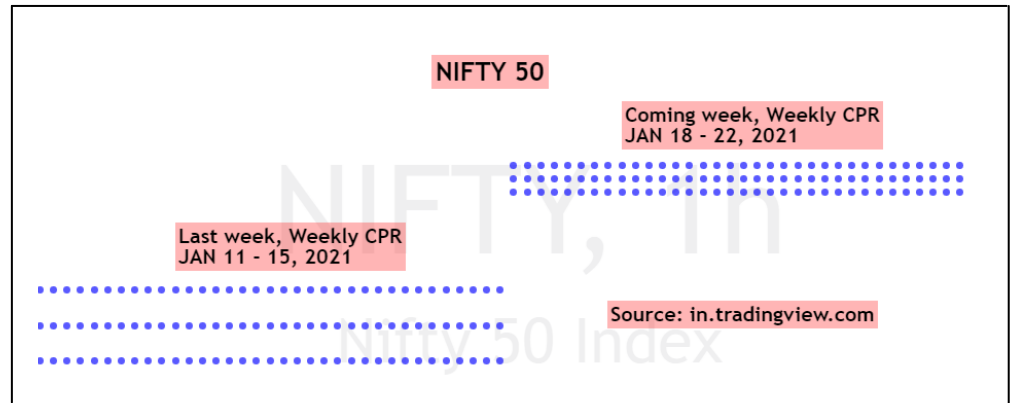 NIFTY 50
Coming week, Weekly CPR
JAN 18 - 22, 2021
NIFTY, 1h
Last week, Weekly CPR
JAN 11 - 15, 2021
Source: in.tradingview.com
Nifty 50 Index